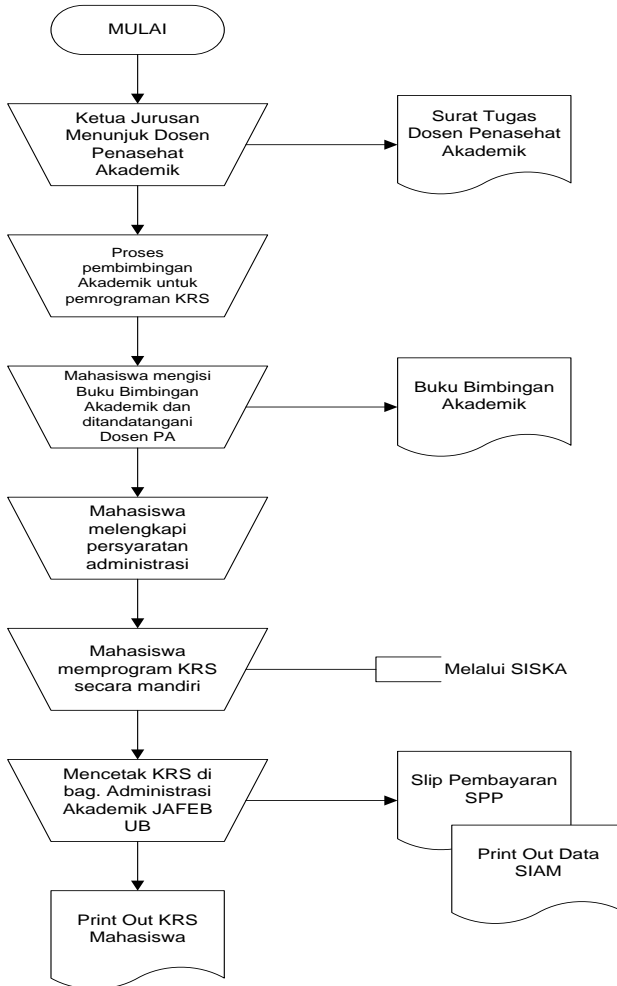 MULAI
Ketua Jurusan
Menunjuk Dosen
Penasehat
Akademik
Surat Tugas
Dosen Penasehat
Akademik
Proses
pembimbingan
Akademik untuk
pemrograman KRS
Mahasiswa mengisi
Buku Bimbingan
Akademik dan
ditandatangani
Dosen PA
Buku Bimbingan
Akademik
Mahasiswa
melengkapi
persyaratan
administrasi
Mahasiswa
memprogram KRS
secara mandiri
Melalui SISKA
Mencetak KRS di
bag. Administrasi
Akademik JAFEB
UB
Slip Pembayaran
SPP
Print Out Data
SIAM
Print Out KRS
Mahasiswa